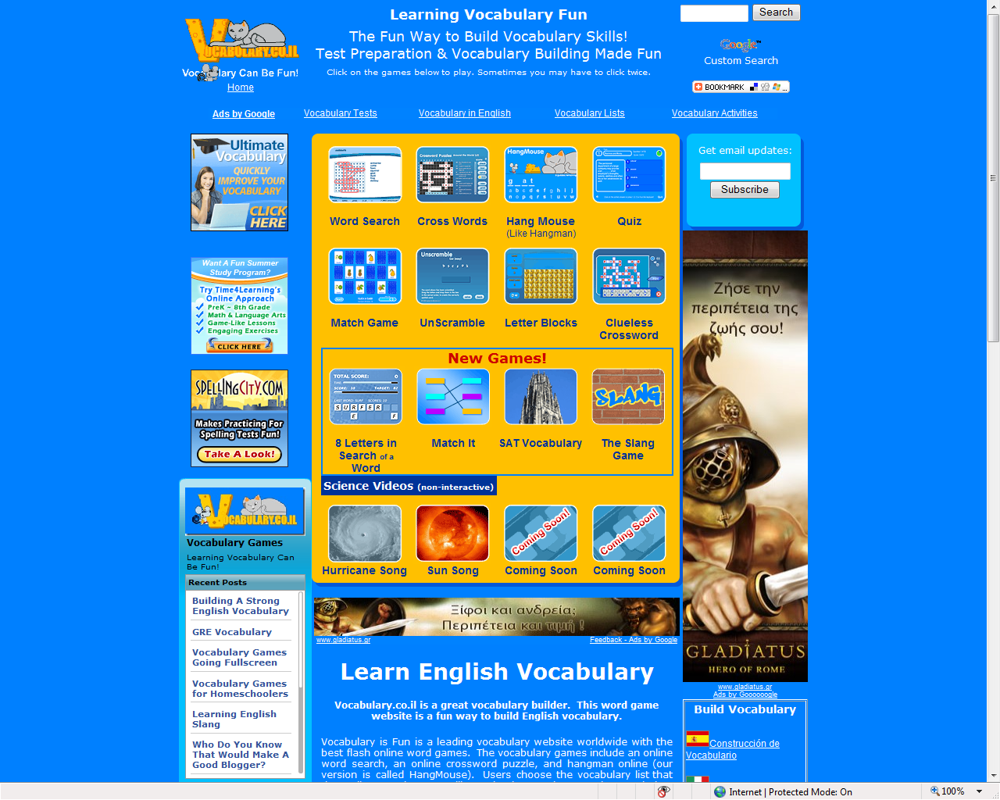 Learning Vocabulary Fun
The Fun Way to Build Vocabulary Skills!
Test Preparation & Vocabulary Building Made Fun
Click on the games below to play. Sometimes you may have to click twice.
VOCABULARY.CO.IL
Vocabulary Can Be Fun!
Home
Search
Google™
Custom Search
BOOKMARK
Ads by Google
Vocabulary Tests
Vocabulary in English
Vocabulary Lists
Vocabulary Activities
Ultimate
Vocabulary
QUICKLY
IMPROVE YOUR
VOCABULARY
CLICK
HERE
Want A Fun Summer
Study Program?
Try Time4Learning's
Online Approach
PreK - 8th Grade
Math & Language Arts
Game-Like Lessons
Engaging Exercises
CLICK HERE
SPELLINGCITY.COM
Makes Practicing For
Spelling Tests Fun!
Take A Look!
VOCABULARY.CO.IL
Vocabulary Games
Learning Vocabulary Can
Be Fun!
Recent Posts
Building A Strong
English Vocabulary
GRE Vocabulary
Vocabulary Games
Going Fullscreen
Vocabulary Games
for Homeschoolers
Learning English
Slang
Who Do You Know
That Would Make A
Good Blogger?
Word Search
Crossword Puzzles
Cross Words
HangMouse
g_at
Hang Mouse
(Like Hangman)
Quiz
Match Game
Unscramble
UnScramble
Letter Blocks
Clueless
Crossword
New Games!
TOTAL SCORE: 0
SURFER
8 Letters in
Search of a
Word
Match It
SAT Vocabulary
SLANG
The Slang
Game
Science Videos (non-interactive)
Hurricane Song
Sun Song
Coming Soon!
Coming Soon
Coming Soon!
Coming Soon
Ξίφοι και ανδρεία;
Περιπέτεια και τιμή !
www.gladiatus.gr
Feedback - Ads by Google
Learn English Vocabulary
Vocabulary.co.il is a great vocabulary builder. This word game
website is a fun way to build English vocabulary.
Vocabulary is Fun is a leading vocabulary website worldwide with the
best flash online word games. The vocabulary games include an online
word search, an online crossword puzzle, and hangman online (our
version is called HangMouse). Users choose the vocabulary list that
Get email updates:
Subscribe
Ζήσε την
περιπέτεια της
ζωής σου!
GLADIATUS
HERO OF ROME
www.gladiatus.gr
Ads by Goooooogle
Build Vocabulary
Construcción de
Vocabulario
Internet | Protected Mode: On
100%